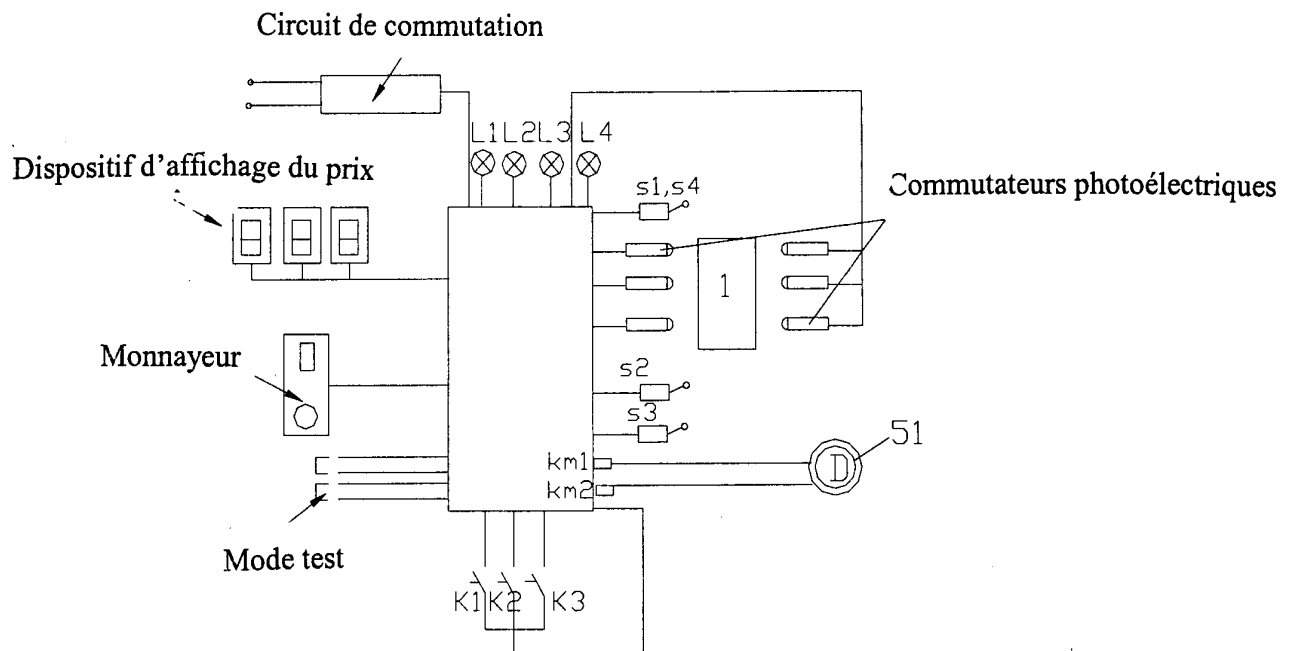 Circuit de commutation
L1 L2 L3 L4
Dispositif d'affichage du prix
s1,s4
Commutateurs photoélectriques
1
Monnayeur
s2
s3
51
km1
D
km2
Mode test
K1 K2 K3